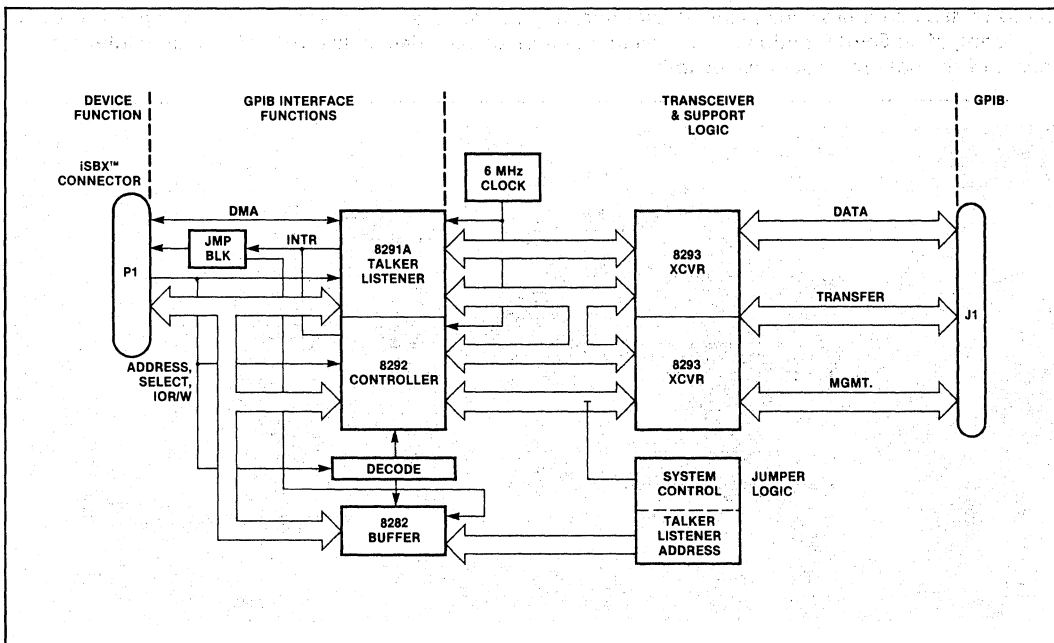 DEVICE
FUNCTION
GPIB INTERFACE
FUNCTIONS
TRANSCEIVER
& SUPPORT
LOGIC
GPIB
iSBX™
CONNECTOR
6 MHz
CLOCK
DMA
DATA
JMP
BLK
INTR
8291A
TALKER
LISTENER
8293
XCVR
P1
TRANSFER
J1
ADDRESS,
SELECT,
IOR/W
8292
CONTROLLER
8293
XCVR
MGMT.
DECODE
SYSTEM
CONTROL
JUMPER
LOGIC
8282
BUFFER
TALKER
LISTENER
ADDRESS